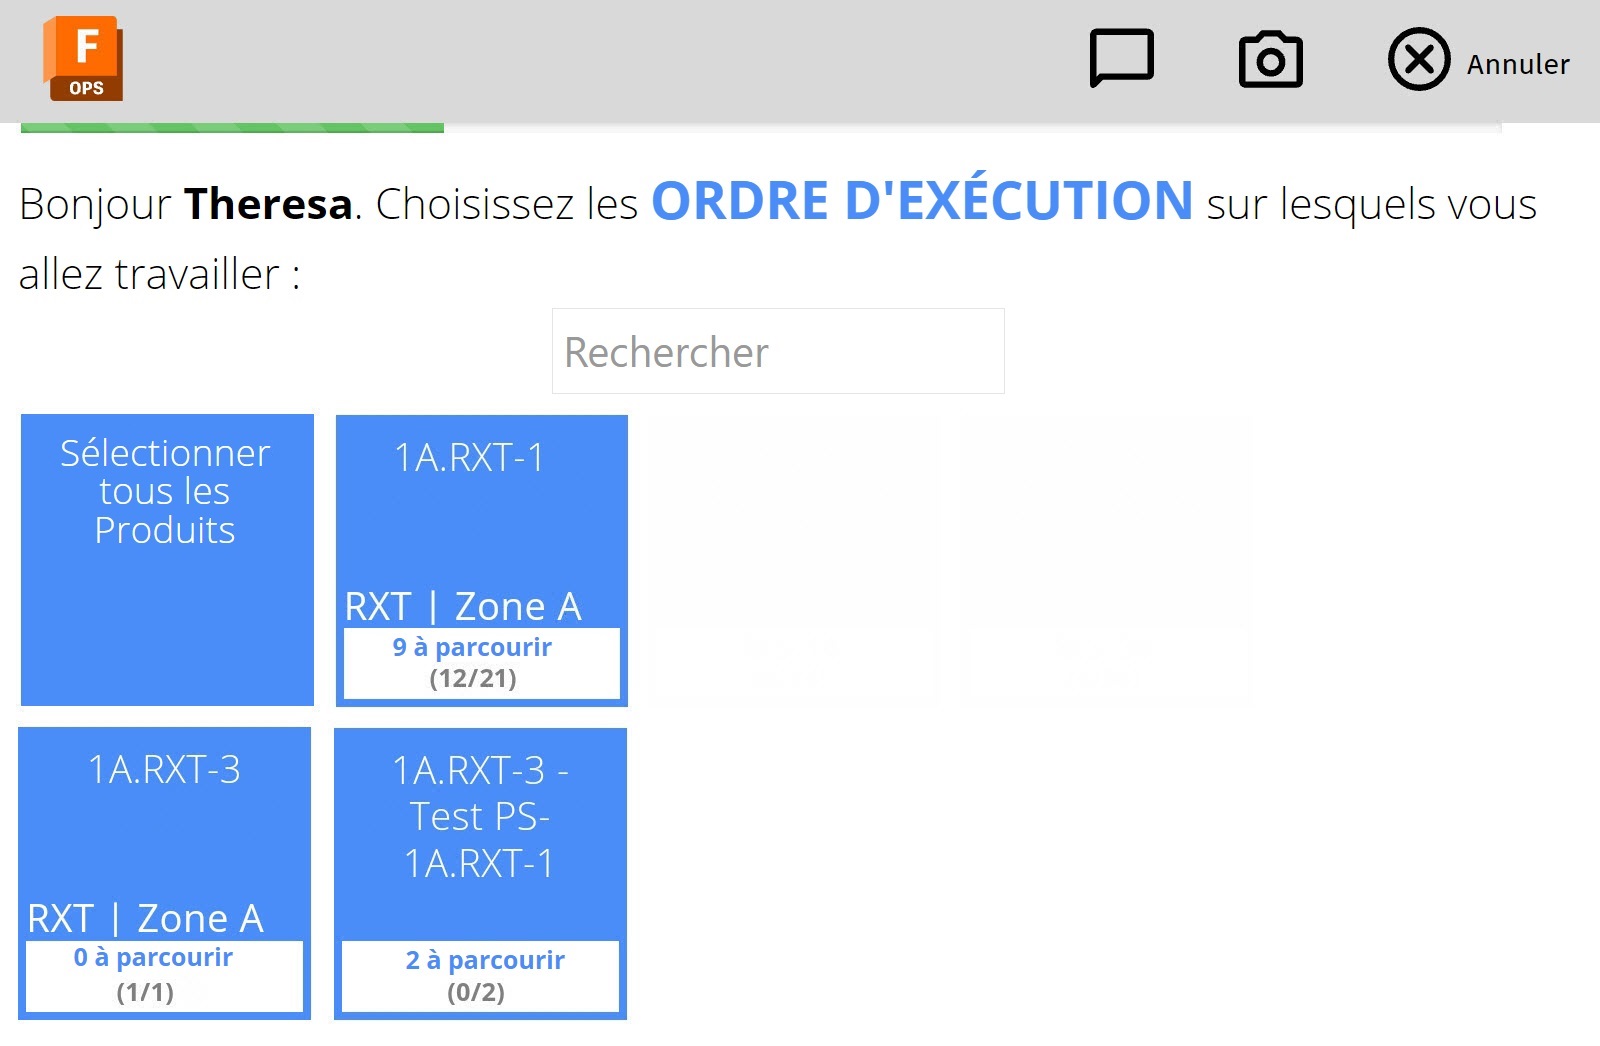 F
OPS
Annuler
Bonjour Theresa. Choisissez les ORDRE D'EXÉCUTION sur lesquels vous
allez travailler :
Rechercher
Sélectionner
tous les
Produits
1A.RXT-1
RXT | Zone A
9 à parcourir
(12/21)
1A.RXT-3
RXT | Zone A
0 à parcourir
(1/1)
1A.RXT-3 -
Test PS-
1A.RXT-1
2 à parcourir
(0/2)